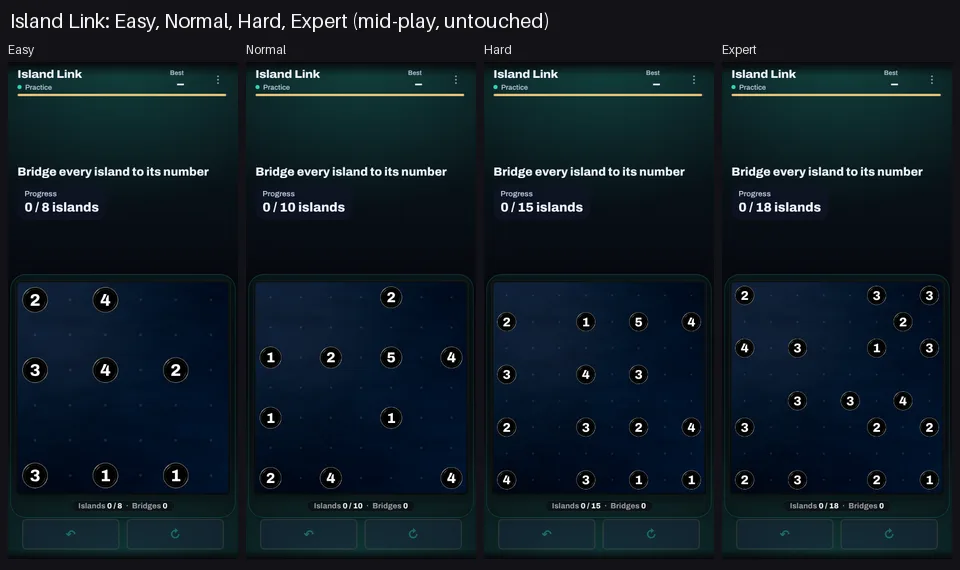 Island Link: Easy, Normal, Hard, Expert (mid-play, untouched)
Easy
Island Link
Best
Practice
–
Bridge every island to its number
Progress
0 / 8 islands
2 4
3 4 2
3 1 1
Islands 0 / 8 · Bridges 0
Normal
Island Link
Best
Practice
–
Bridge every island to its number
Progress
0 / 10 islands
2
1 2 5 4
1 1
2 4 4
Islands 0 / 10 · Bridges 0
Hard
Island Link
Best
Practice
–
Bridge every island to its number
Progress
0 / 15 islands
2 1 5 4
3 4 3
2 3 2 4
4 3 1 1
Islands 0 / 15 · Bridges 0
Expert
Island Link
Best
Practice
–
Bridge every island to its number
Progress
0 / 18 islands
2 3 3
2
4 3 1 3
3 3 4
3 2 2
2 3 2 1
Islands 0 / 18 · Bridges 0